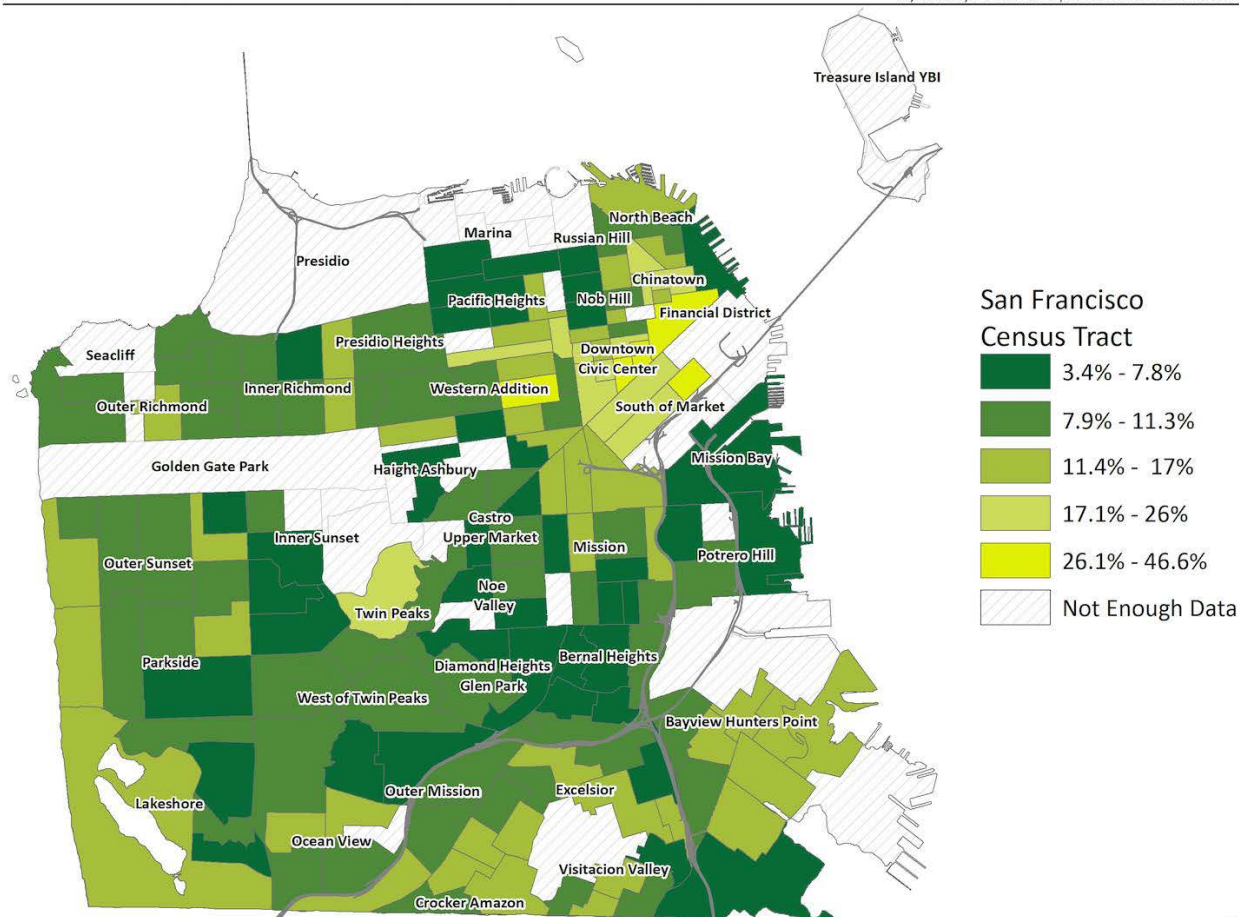 Treasure Island YBI
North Beach
Marina
Russian Hill
Presidio
Chinatown
Pacific Heights
Nob Hill
Financial District
Presidio Heights
Seacliff
Downtown
Civic Center
Inner Richmond
Western Addition
Outer Richmond
South of Market
Golden Gate Park
Haight Ashbury
Mission Bay
Castro
Upper Market
Inner Sunset
Mission
Outer Sunset
Potrero Hill
Noe
Valley
Twin Peaks
Parkside
Diamond Heights
Glen Park
Bernal Heights
West of Twin Peaks
Bayview Hunters Point
Outer Mission
Excelsior
Lakeshore
Ocean View
Visitacion Valley
Crocker Amazon
San Francisco
Census Tract
3.4% - 7.8%
7.9% - 11.3%
11.4% - 17%
17.1% - 26%
26.1% - 46.6%
Not Enough Data